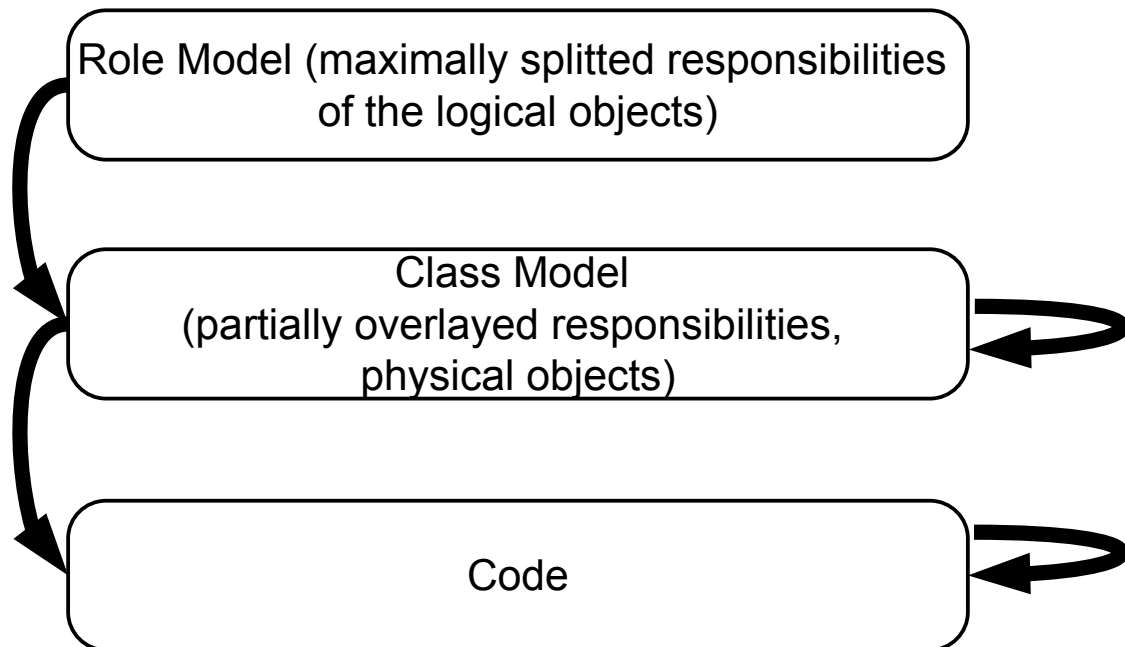 Role Model (maximally splitted responsibilities
of the logical objects)
Class Model
(partially overlayed responsibilities,
physical objects)
Code